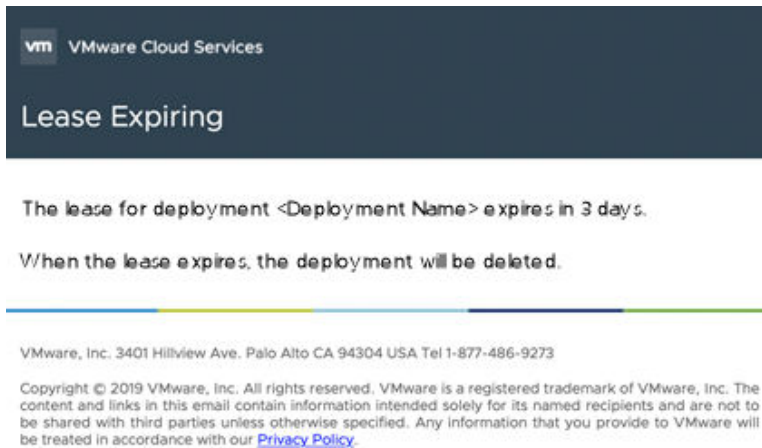 vm VMware Cloud Services
Lease Expiring
The lease for deployment <Deployment Name> expires in 3 days.
When the lease expires, the deployment will be deleted.
VMware, Inc. 3401 Hillview Ave. Palo Alto CA 94304 USA Tel 1-877-486-9273
Copyright © 2019 VMware, Inc. All rights reserved. VMware is a registered trademark of VMware, Inc. The
content and links in this email contain information intended solely for its named recipients and are not to
be shared with third parties unless otherwise specified. Any information that you provide to VMware will
be treated in accordance with our Privacy Policy.